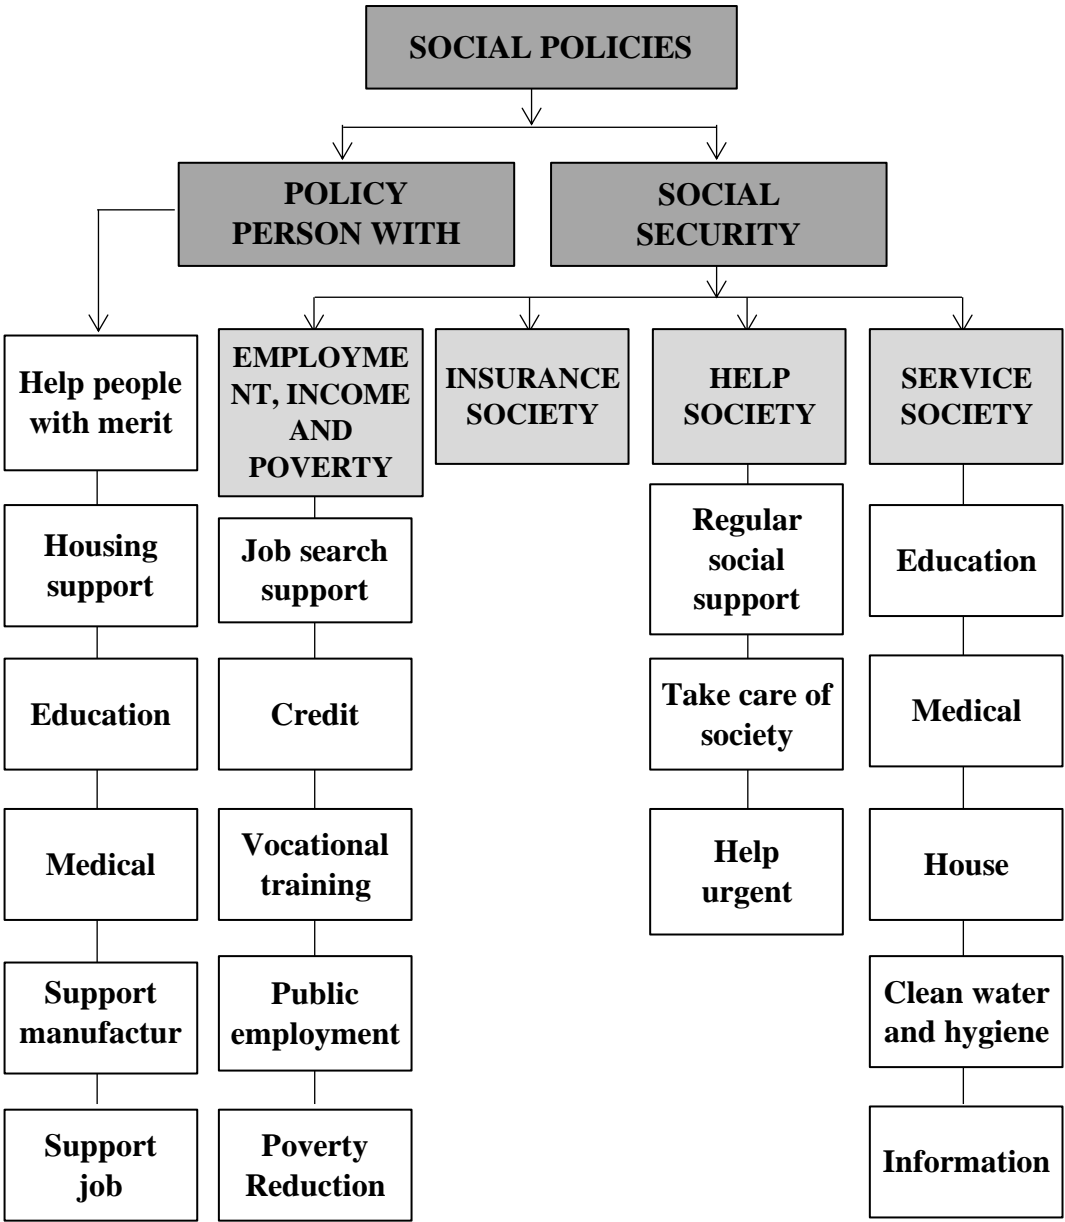 SOCIAL POLICIES
POLICY
PERSON WITH
SOCIAL
SECURITY
Help people
with merit
Housing
support
Education
Medical
Support
manufactur
Support
job
EMPLOYME
NT, INCOME
AND
POVERTY
Job search
support
Credit
Vocational
training
Public
employment
Poverty
Reduction
INSURANCE
SOCIETY
HELP
SOCIETY
Regular
social
support
Take care of
society
Help
urgent
SERVICE
SOCIETY
Education
Medical
House
Clean water
and hygiene
Information